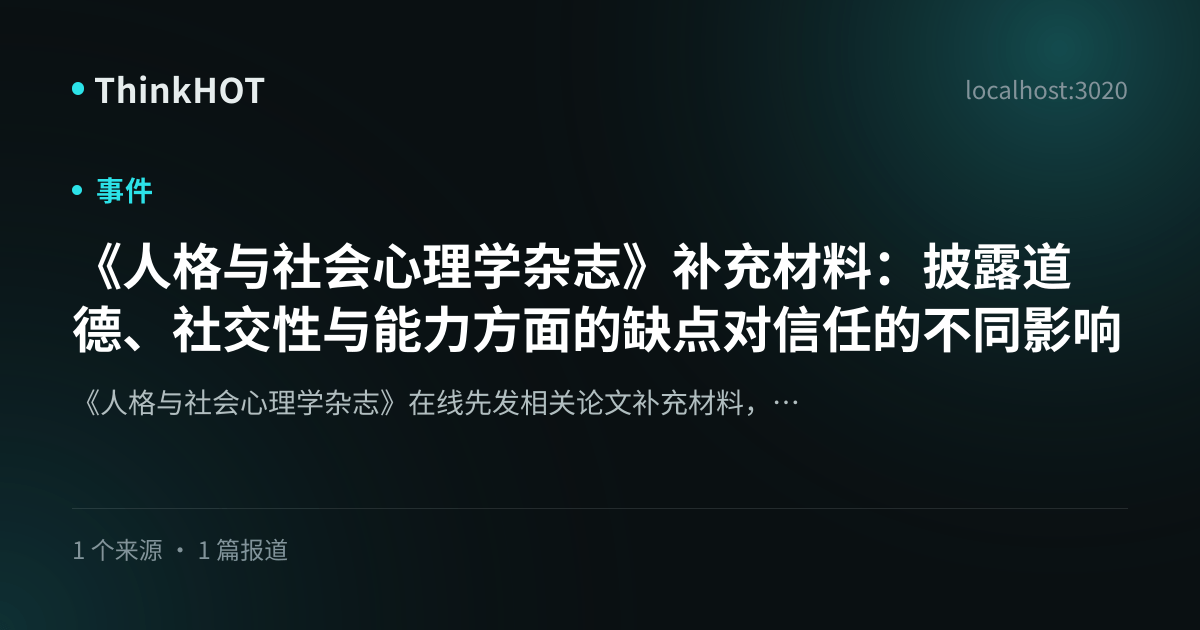 ThinkHOT
localhost:3020
事件
《人格与社会心理学杂志》补充材料：披露道
德、社交性与能力方面的缺点对信任的不同影响
《人格与社会心理学杂志》在线先发相关论文补充材料，…
1 个来源 · 1 篇报道